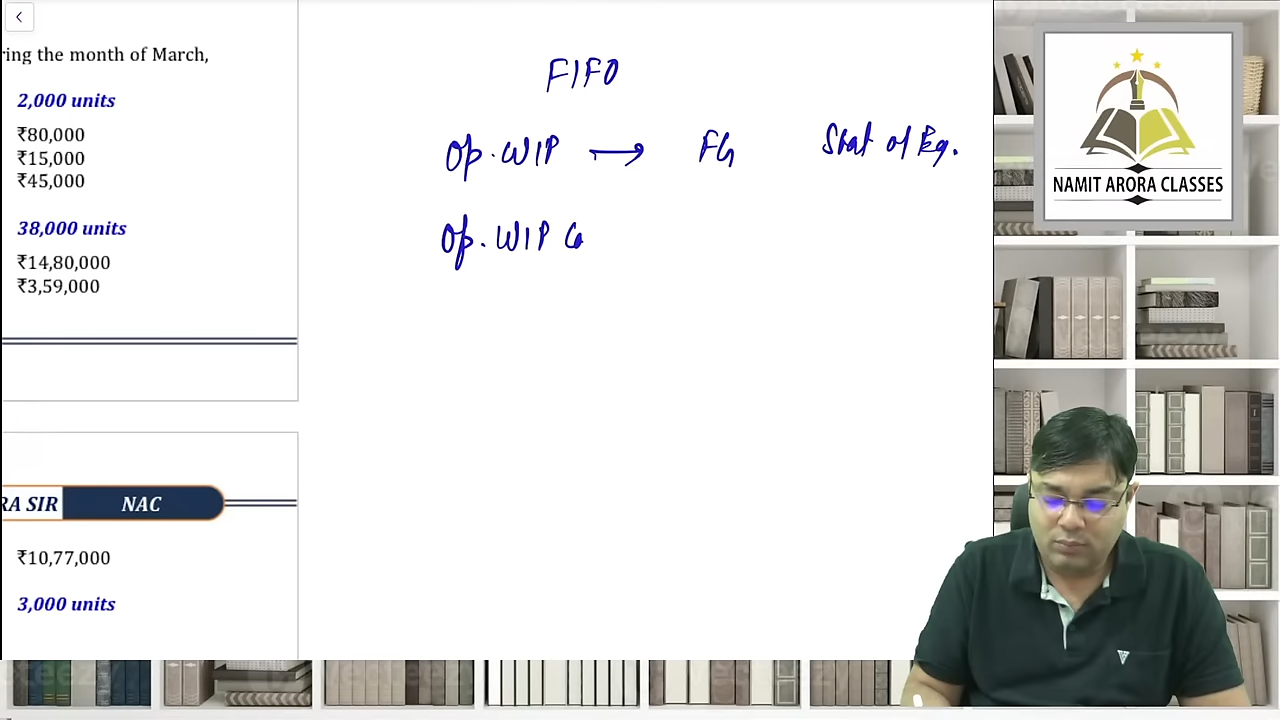 ring the month of March,
2,000 units
₹80,000
₹15,000
₹45,000
38,000 units
₹14,80,000
₹3,59,000
RA SIR NAC
₹10,77,000
3,000 units
FIFO
Op. WIP → FG Stat of Eq.
Op. WIP Co
NAMIT ARORA CLASSES